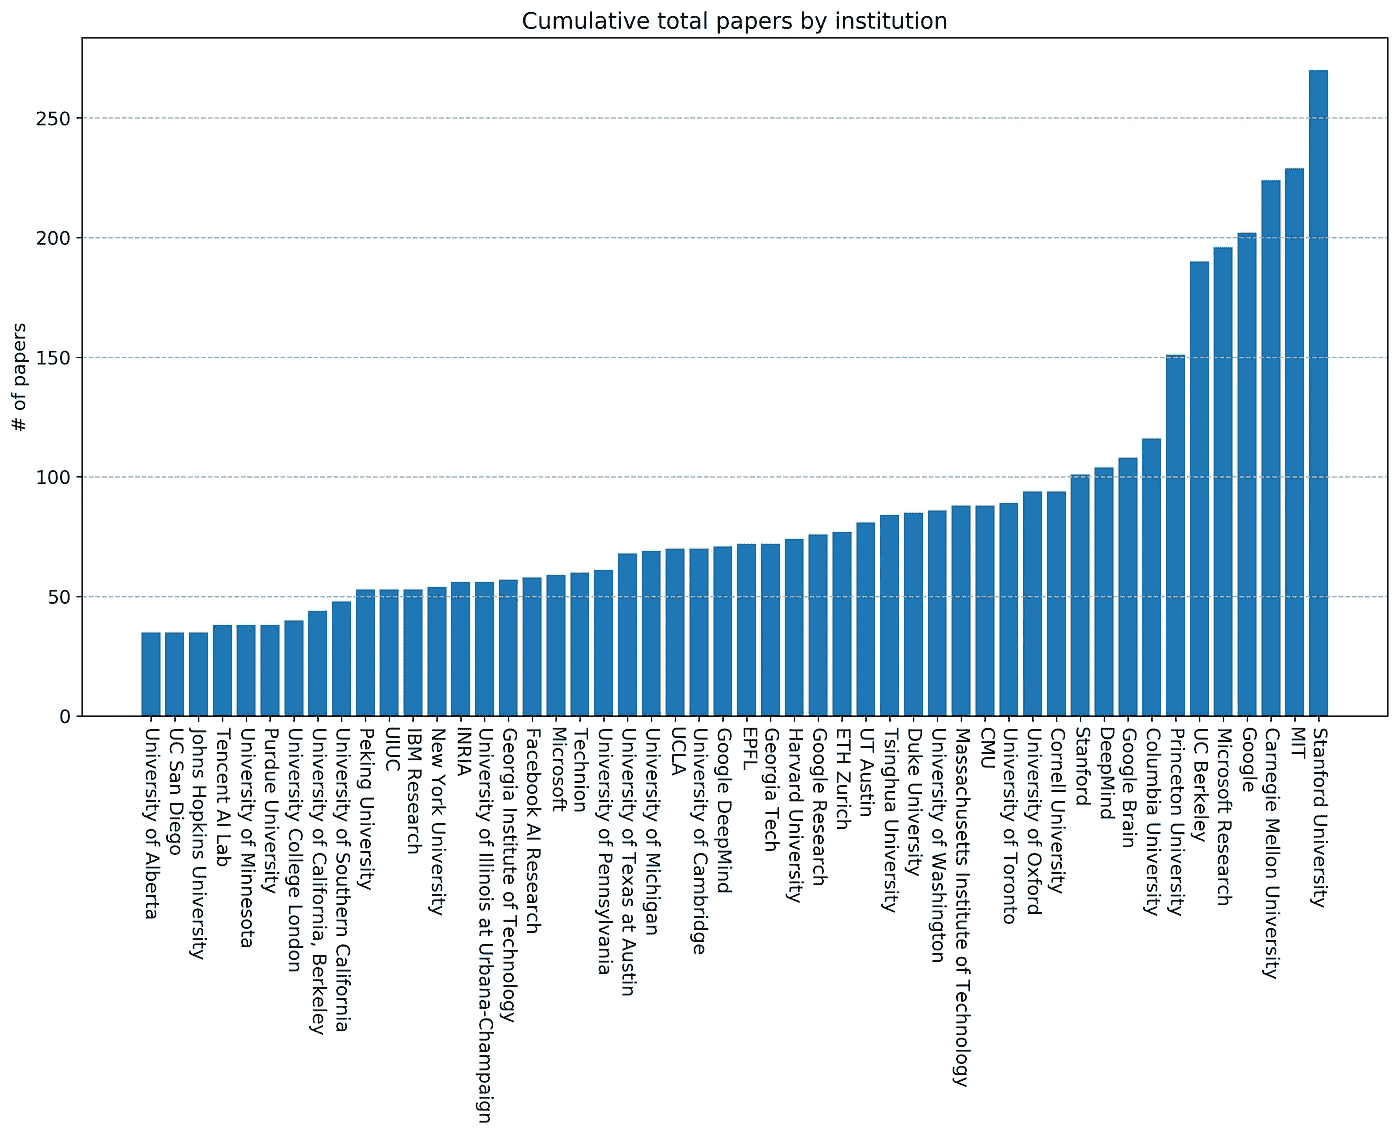 Cumulative total papers by institution
# of papers
250
200
150
100
50
0
University of Alberta
UC San Diego
Johns Hopkins University
Tencent AI Lab
University of Minnesota
Purdue University
University College London
University of California, Berkeley
University of Southern California
Peking University
UIUC
IBM Research
New York University
INRIA
University of Illinois at Urbana-Champaign
Georgia Institute of Technology
Facebook AI Research
Microsoft
Technion
University of Pennsylvania
University of Texas at Austin
University of Michigan
UCLA
University of Cambridge
Google DeepMind
EPFL
Georgia Tech
Harvard University
Google Research
ETH Zurich
UT Austin
Tsinghua University
Duke University
University of Washington
Massachusetts Institute of Technology
CMU
University of Toronto
University of Oxford
Cornell University
Stanford
DeepMind
Google Brain
Columbia University
Princeton University
UC Berkeley
Microsoft Research
Google
Carnegie Mellon University
MIT
Stanford University